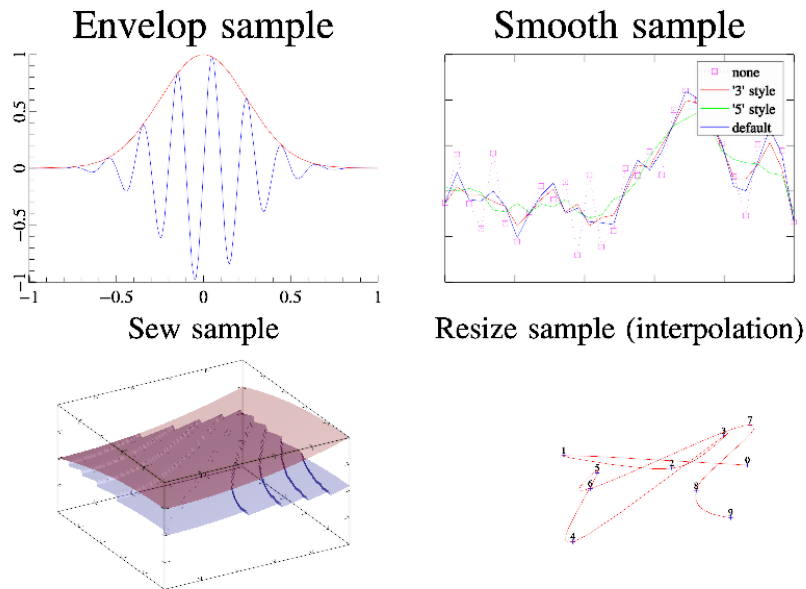 Envelop sample
Smooth sample
1
0.5
0
−0.5
−1
−1
−0.5
0
0.5
1
none
'3' style
'5' style
default
Sew sample
Resize sample (interpolation)
7
3
1
2
0
5
6
8
9
4